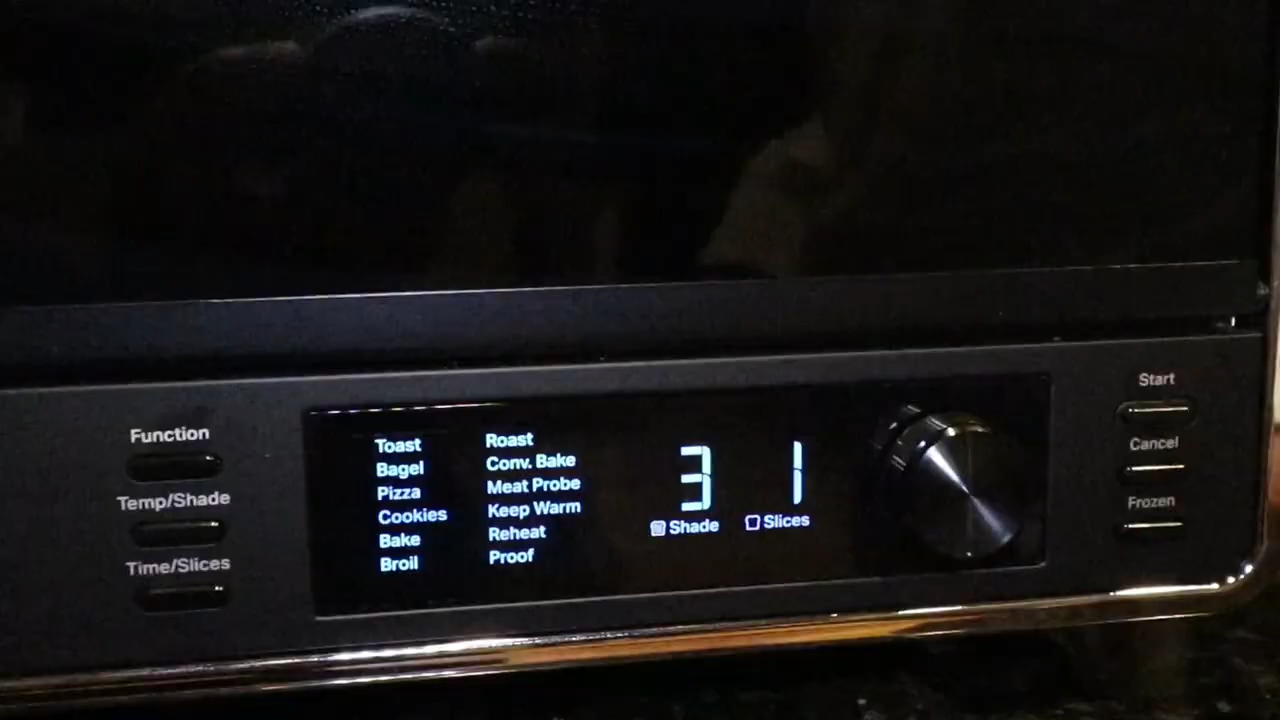 Function
Temp/Shade
Time/Slices
Toast
Bagel
Pizza
Cookies
Bake
Broil
Roast
Conv. Bake
Meat Probe
Keep Warm
Reheat
Proof
3 1
Shade Slices
Start
Cancel
Frozen